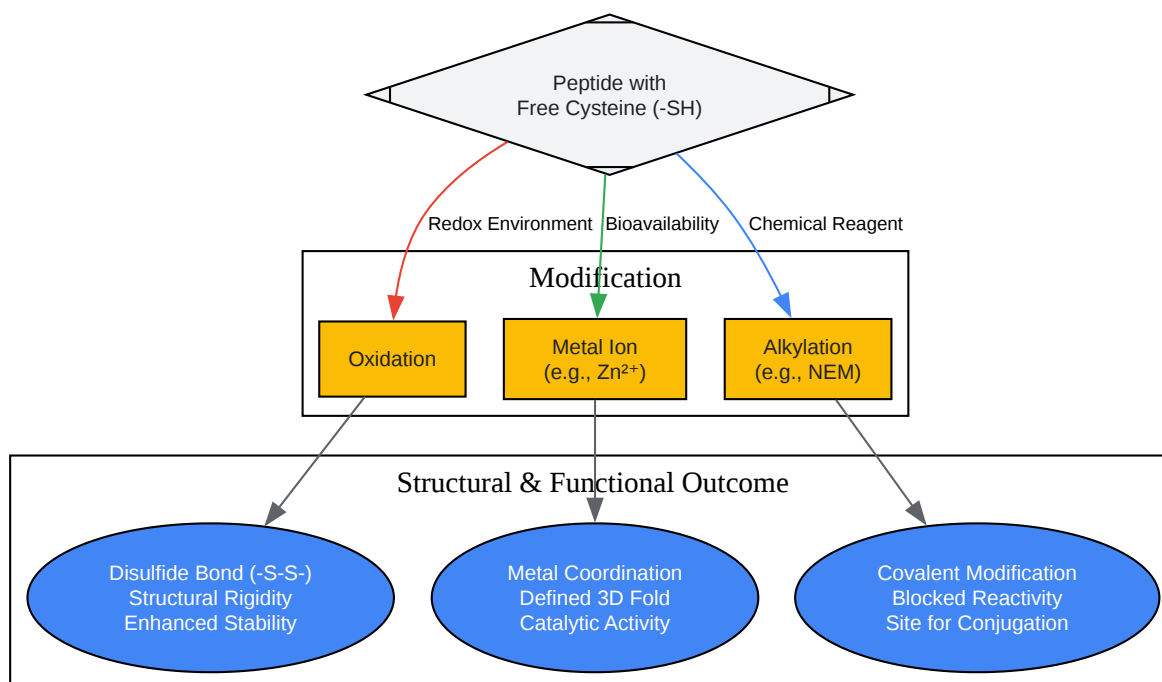 Peptide with
Free Cysteine (-SH)
Redox Environment
Bioavailability
Chemical Reagent
Modification
Oxidation
Metal Ion
(e.g., Zn²⁺)
Alkylation
(e.g., NEM)
Structural & Functional Outcome
Disulfide Bond (-S-S-)
Structural Rigidity
Enhanced Stability
Metal Coordination
Defined 3D Fold
Catalytic Activity
Covalent Modification
Blocked Reactivity
Site for Conjugation